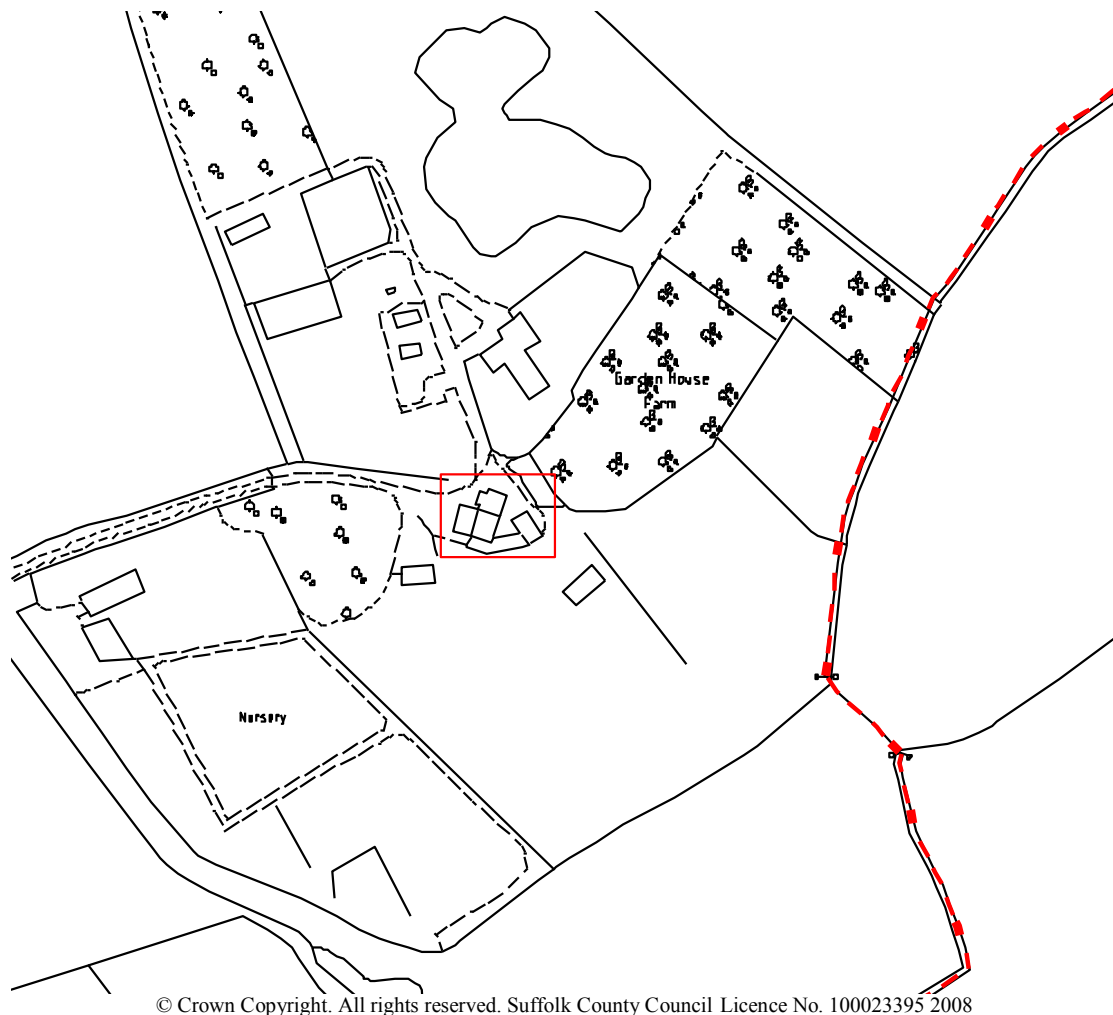 Garden House
Farm
Nursery
© Crown Copyright. All rights reserved. Suffolk County Council Licence No. 100023395 2008